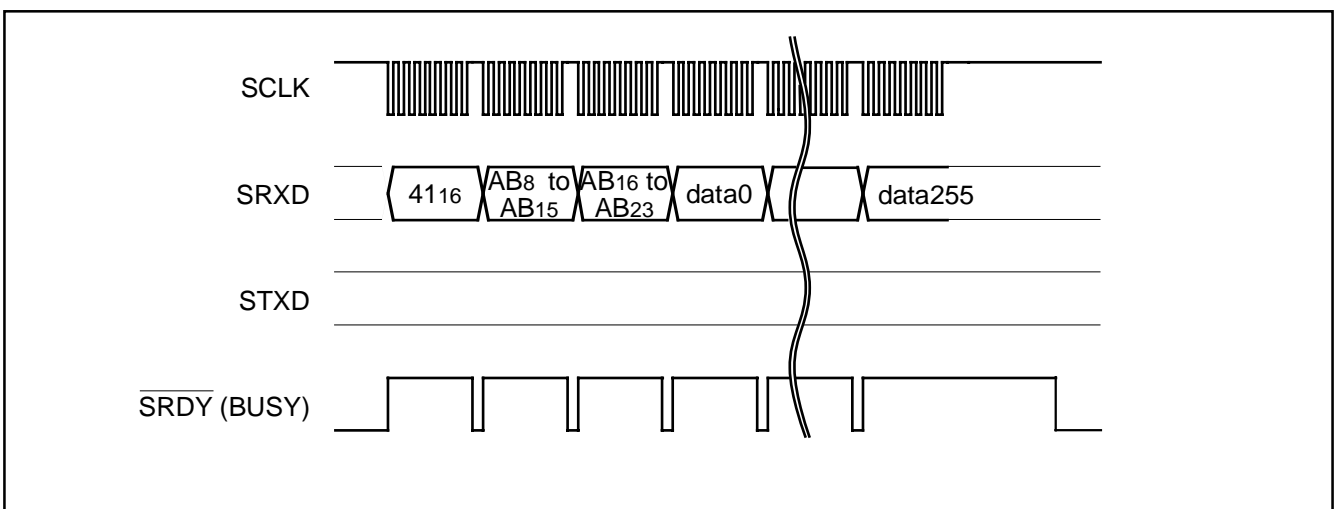 SCLK
SRXD
4116
AB8 to
AB15
AB16 to
AB23
data0
data255
STXD
SRDY (BUSY)